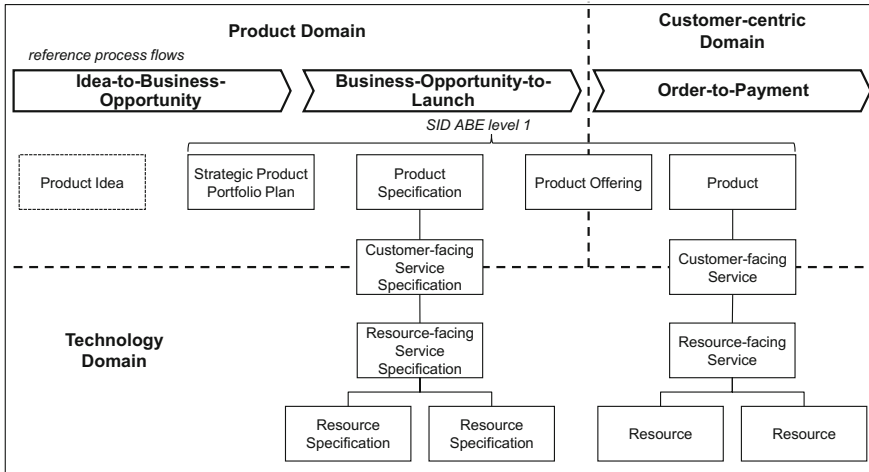 Product Domain
Customer-centric
Domain
reference process flows
Idea-to-Business-
Opportunity
Business-Opportunity-to-
Launch
Order-to-Payment
SID ABE level 1
Product Idea
Strategic Product
Portfolio Plan
Product
Specification
Product Offering
Product
Customer-facing
Service
Specification
Customer-facing
Service
Technology
Domain
Resource-facing
Service
Specification
Resource-facing
Service
Resource
Specification
Resource
Specification
Resource
Resource